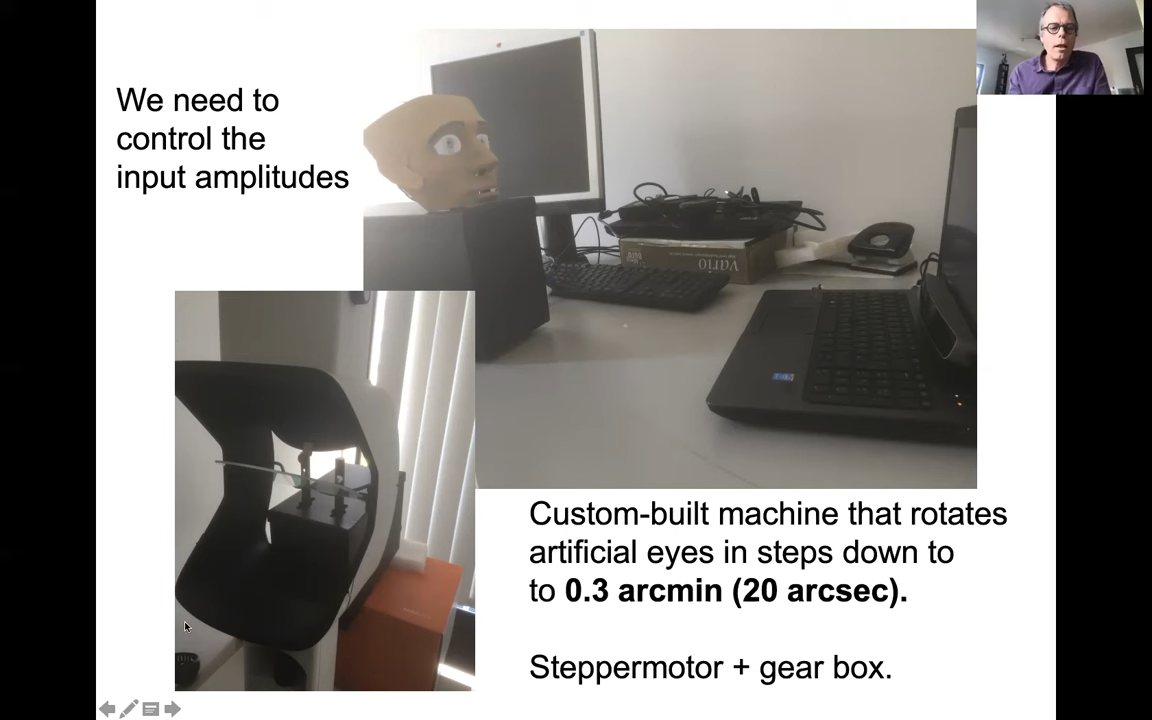 We need to
control the
input amplitudes
vario
Custom-built machine that rotates
artificial eyes in steps down to
to 0.3 arcmin (20 arcsec).
Steppermotor + gear box.